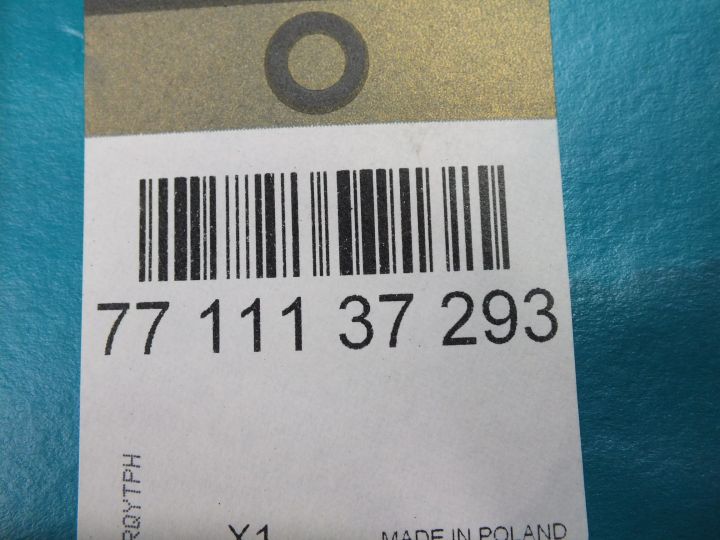 77 111 37 293
RQYTPH
X1
MADE IN POLAND